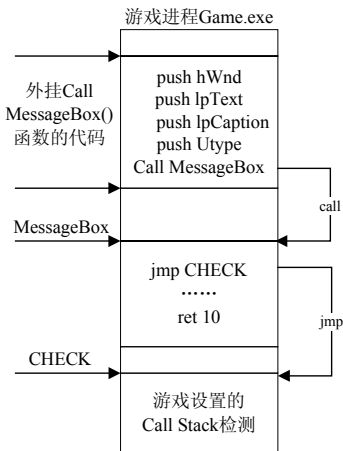 游戏进程Game.exe
外挂Call
MessageBox()
函数的代码
push hWnd
push lpText
push lpCaption
push Utype
Call MessageBox
call
MessageBox
jmp CHECK
……
ret 10
jmp
CHECK
游戏设置的
Call Stack检测